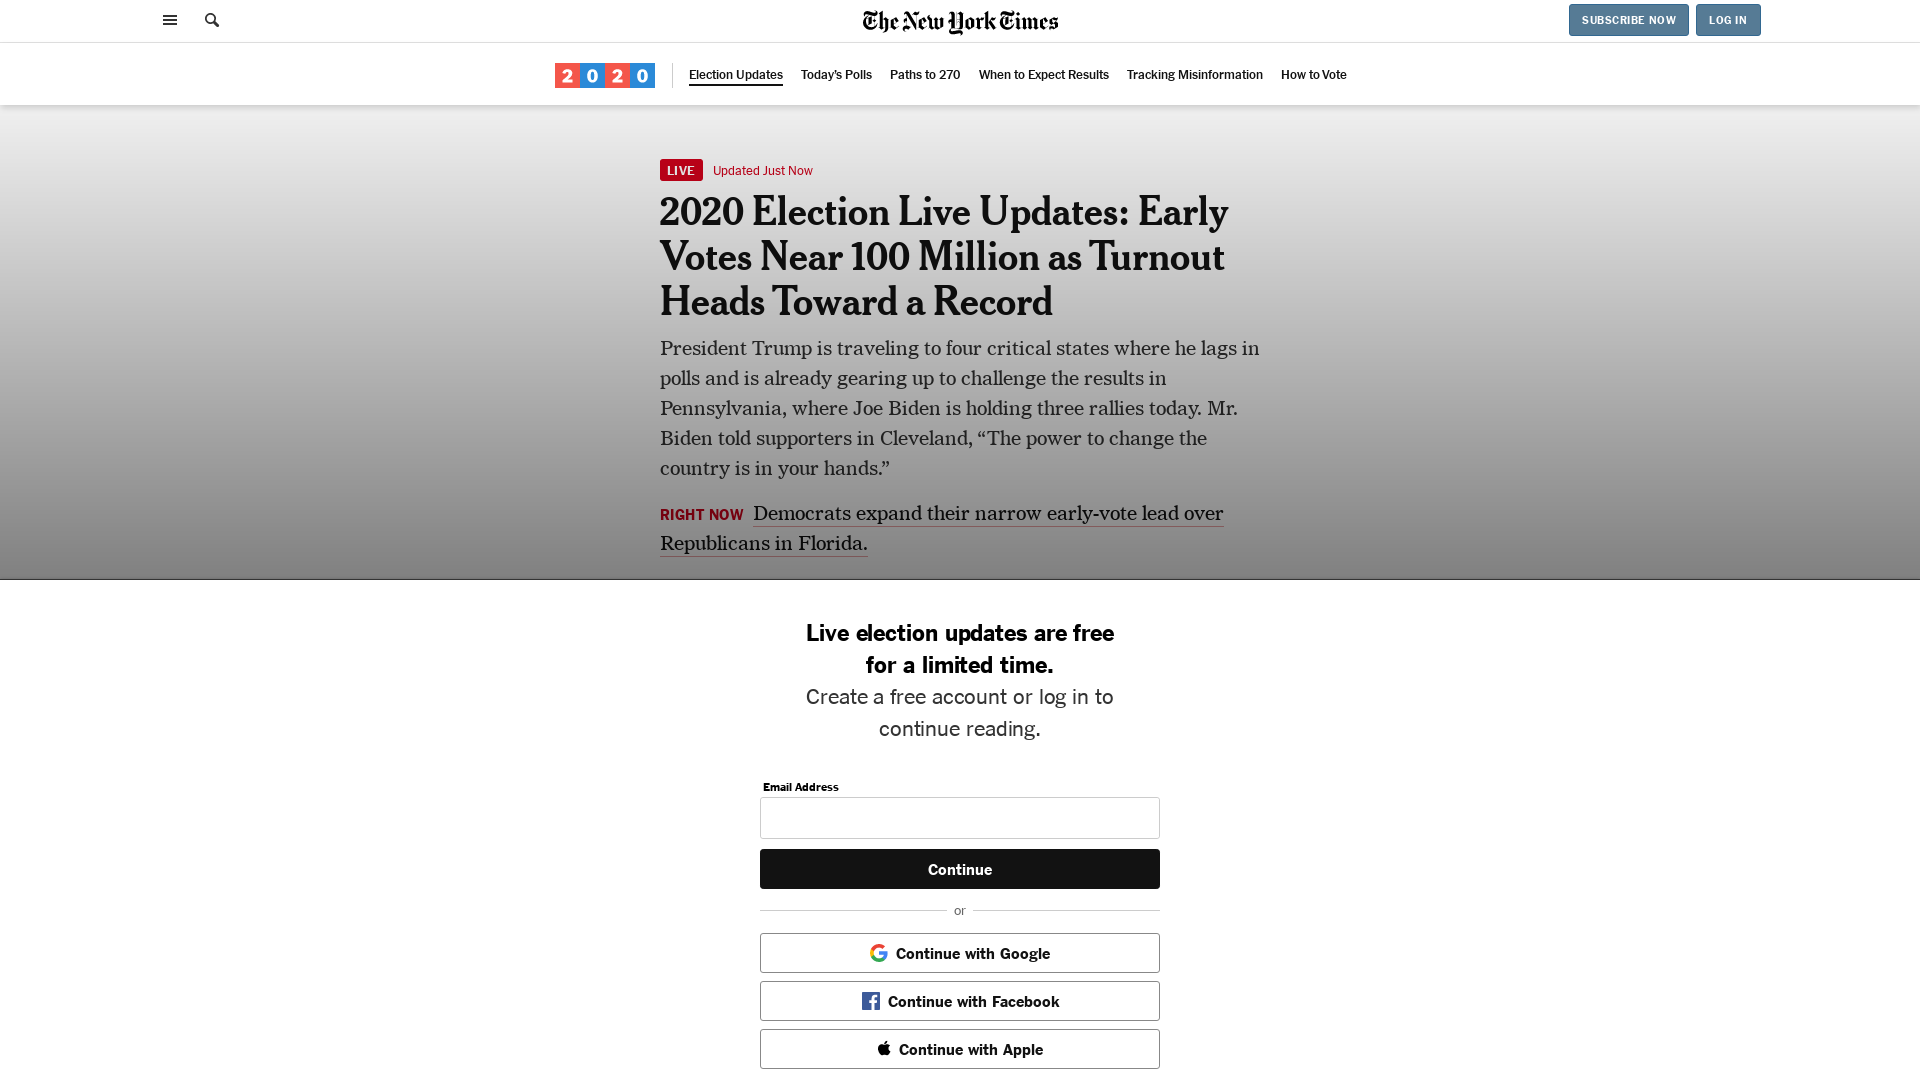 The New York Times
SUBSCRIBE NOW
LOG IN
2020
Election Updates
Today's Polls
Paths to 270
When to Expect Results
Tracking Misinformation
How to Vote
LIVE
Updated Just Now
2020 Election Live Updates: Early
Votes Near 100 Million as Turnout
Heads Toward a Record
President Trump is traveling to four critical states where he lags in
polls and is already gearing up to challenge the results in
Pennsylvania, where Joe Biden is holding three rallies today. Mr.
Biden told supporters in Cleveland, “The power to change the
country is in your hands.”
RIGHT NOW Democrats expand their narrow early-vote lead over
Republicans in Florida.
Live election updates are free
for a limited time.
Create a free account or log in to
continue reading.
Email Address
Continue
or
Continue with Google
Continue with Facebook
Continue with Apple